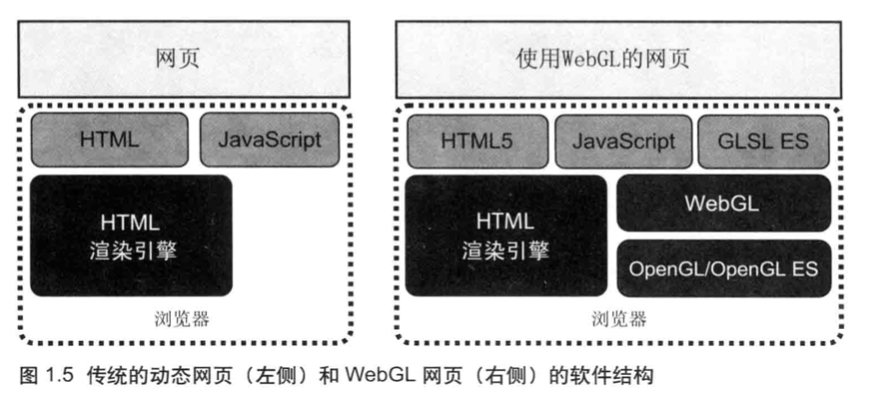 网页
使用WebGL的网页
HTML
JavaScript
HTML5
JavaScript
GLSL ES
HTML
渲染引擎
HTML
渲染引擎
WebGL
OpenGL/OpenGL ES
浏览器
浏览器
图 1.5 传统的动态网页（左侧）和 WebGL 网页（右侧）的软件结构